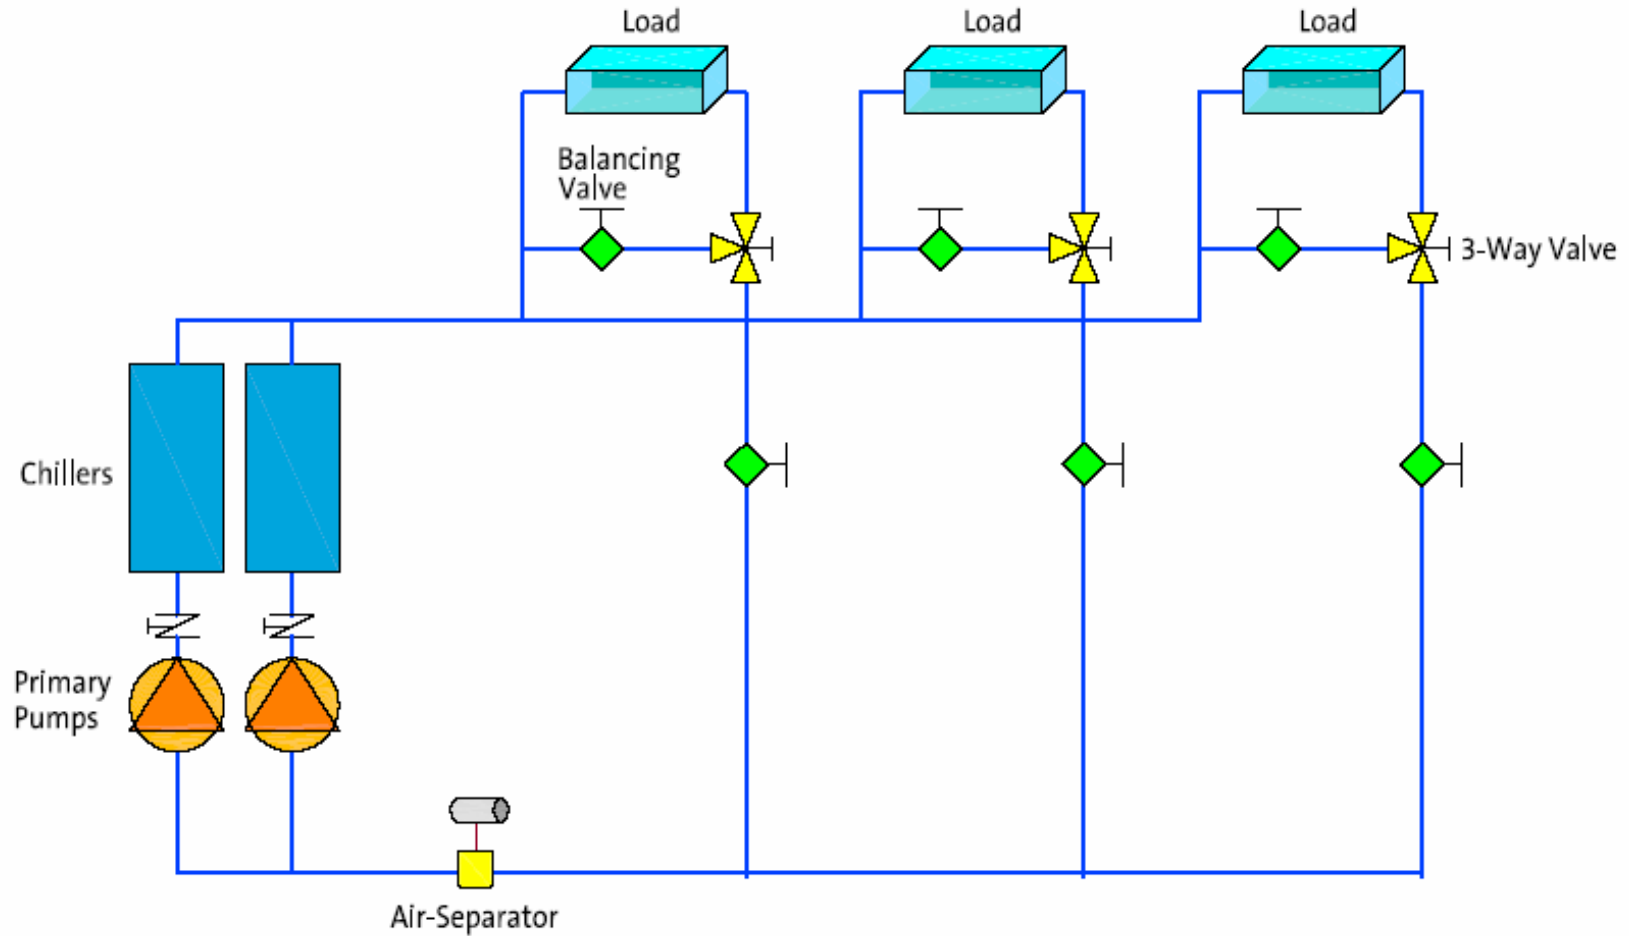 Load
Load
Load
Balancing
Valve
3-Way Valve
Chillers
Primary
Pumps
Air-Separator